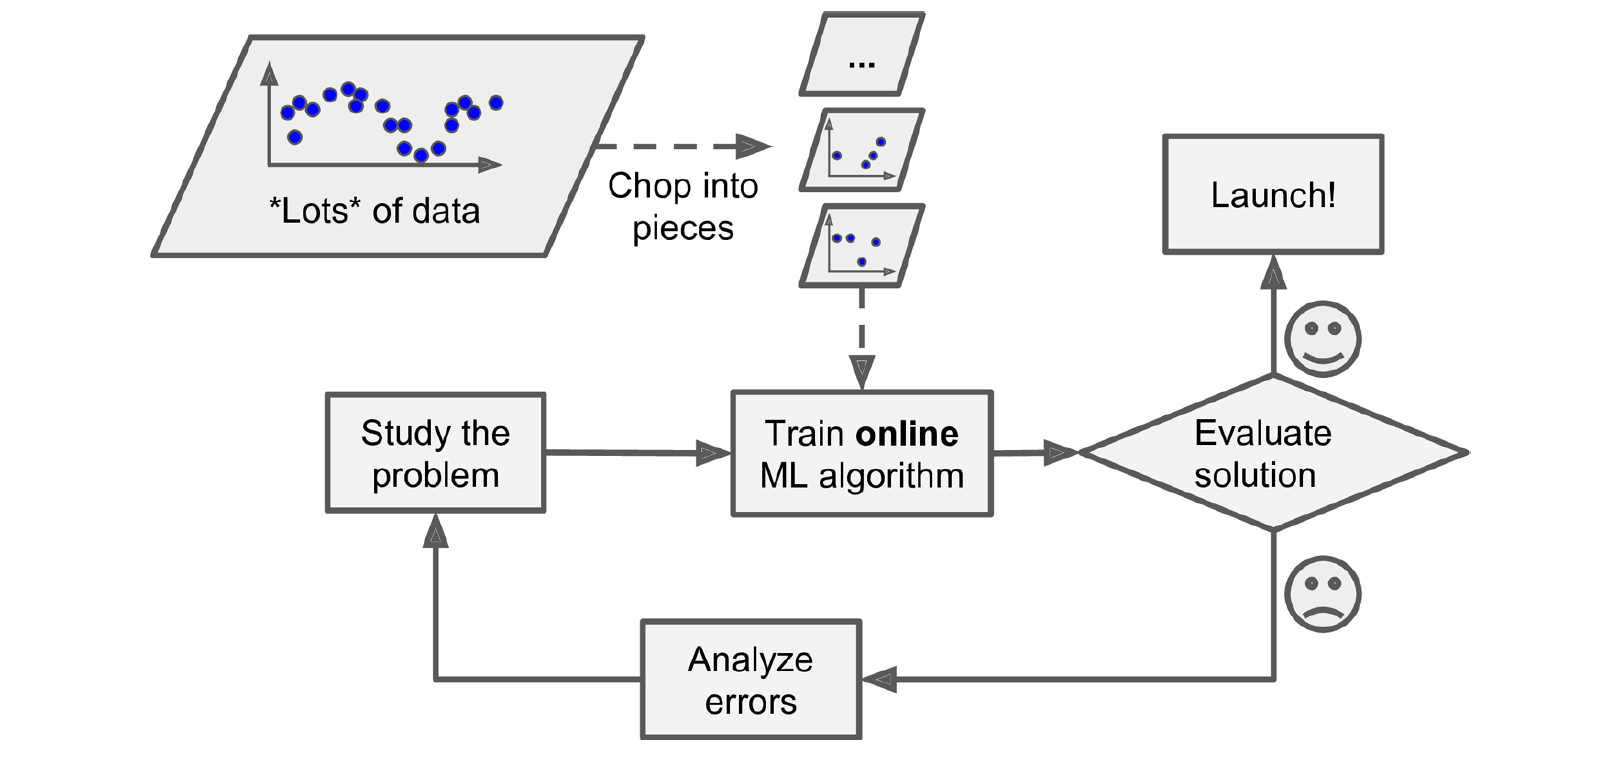 *Lots* of data
Chop into
pieces
...
Launch!
Study the
problem
Train online
ML algorithm
Evaluate
solution
Analyze
errors